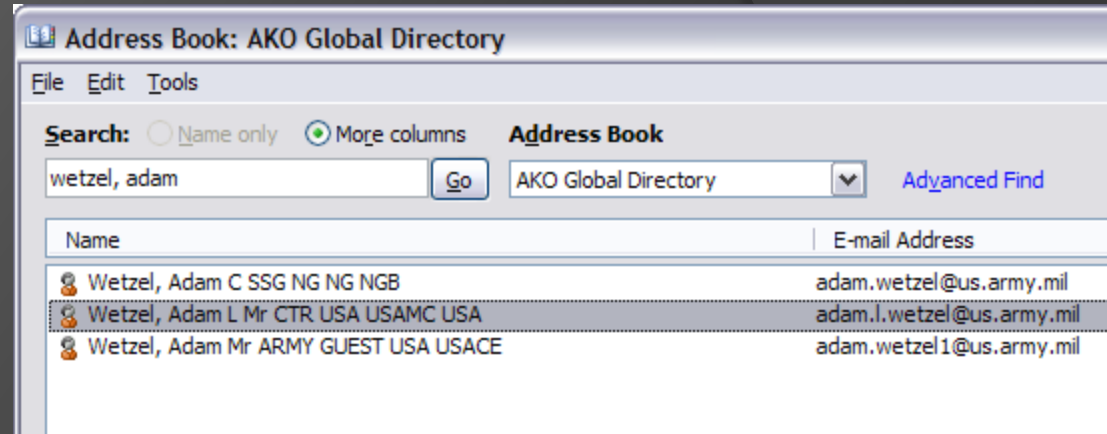 Address Book: AKO Global Directory
File Edit Tools
Search: Name only More columns Address Book
wetzel, adam Go AKO Global Directory Advanced Find
Name E-mail Address
Wetzel, Adam C SSG NG NG NGB adam.wetzel@us.army.mil
Wetzel, Adam L Mr CTR USA USAMC USA adam.l.wetzel@us.army.mil
Wetzel, Adam Mr ARMY GUEST USA USACE adam.wetzel1@us.army.mil